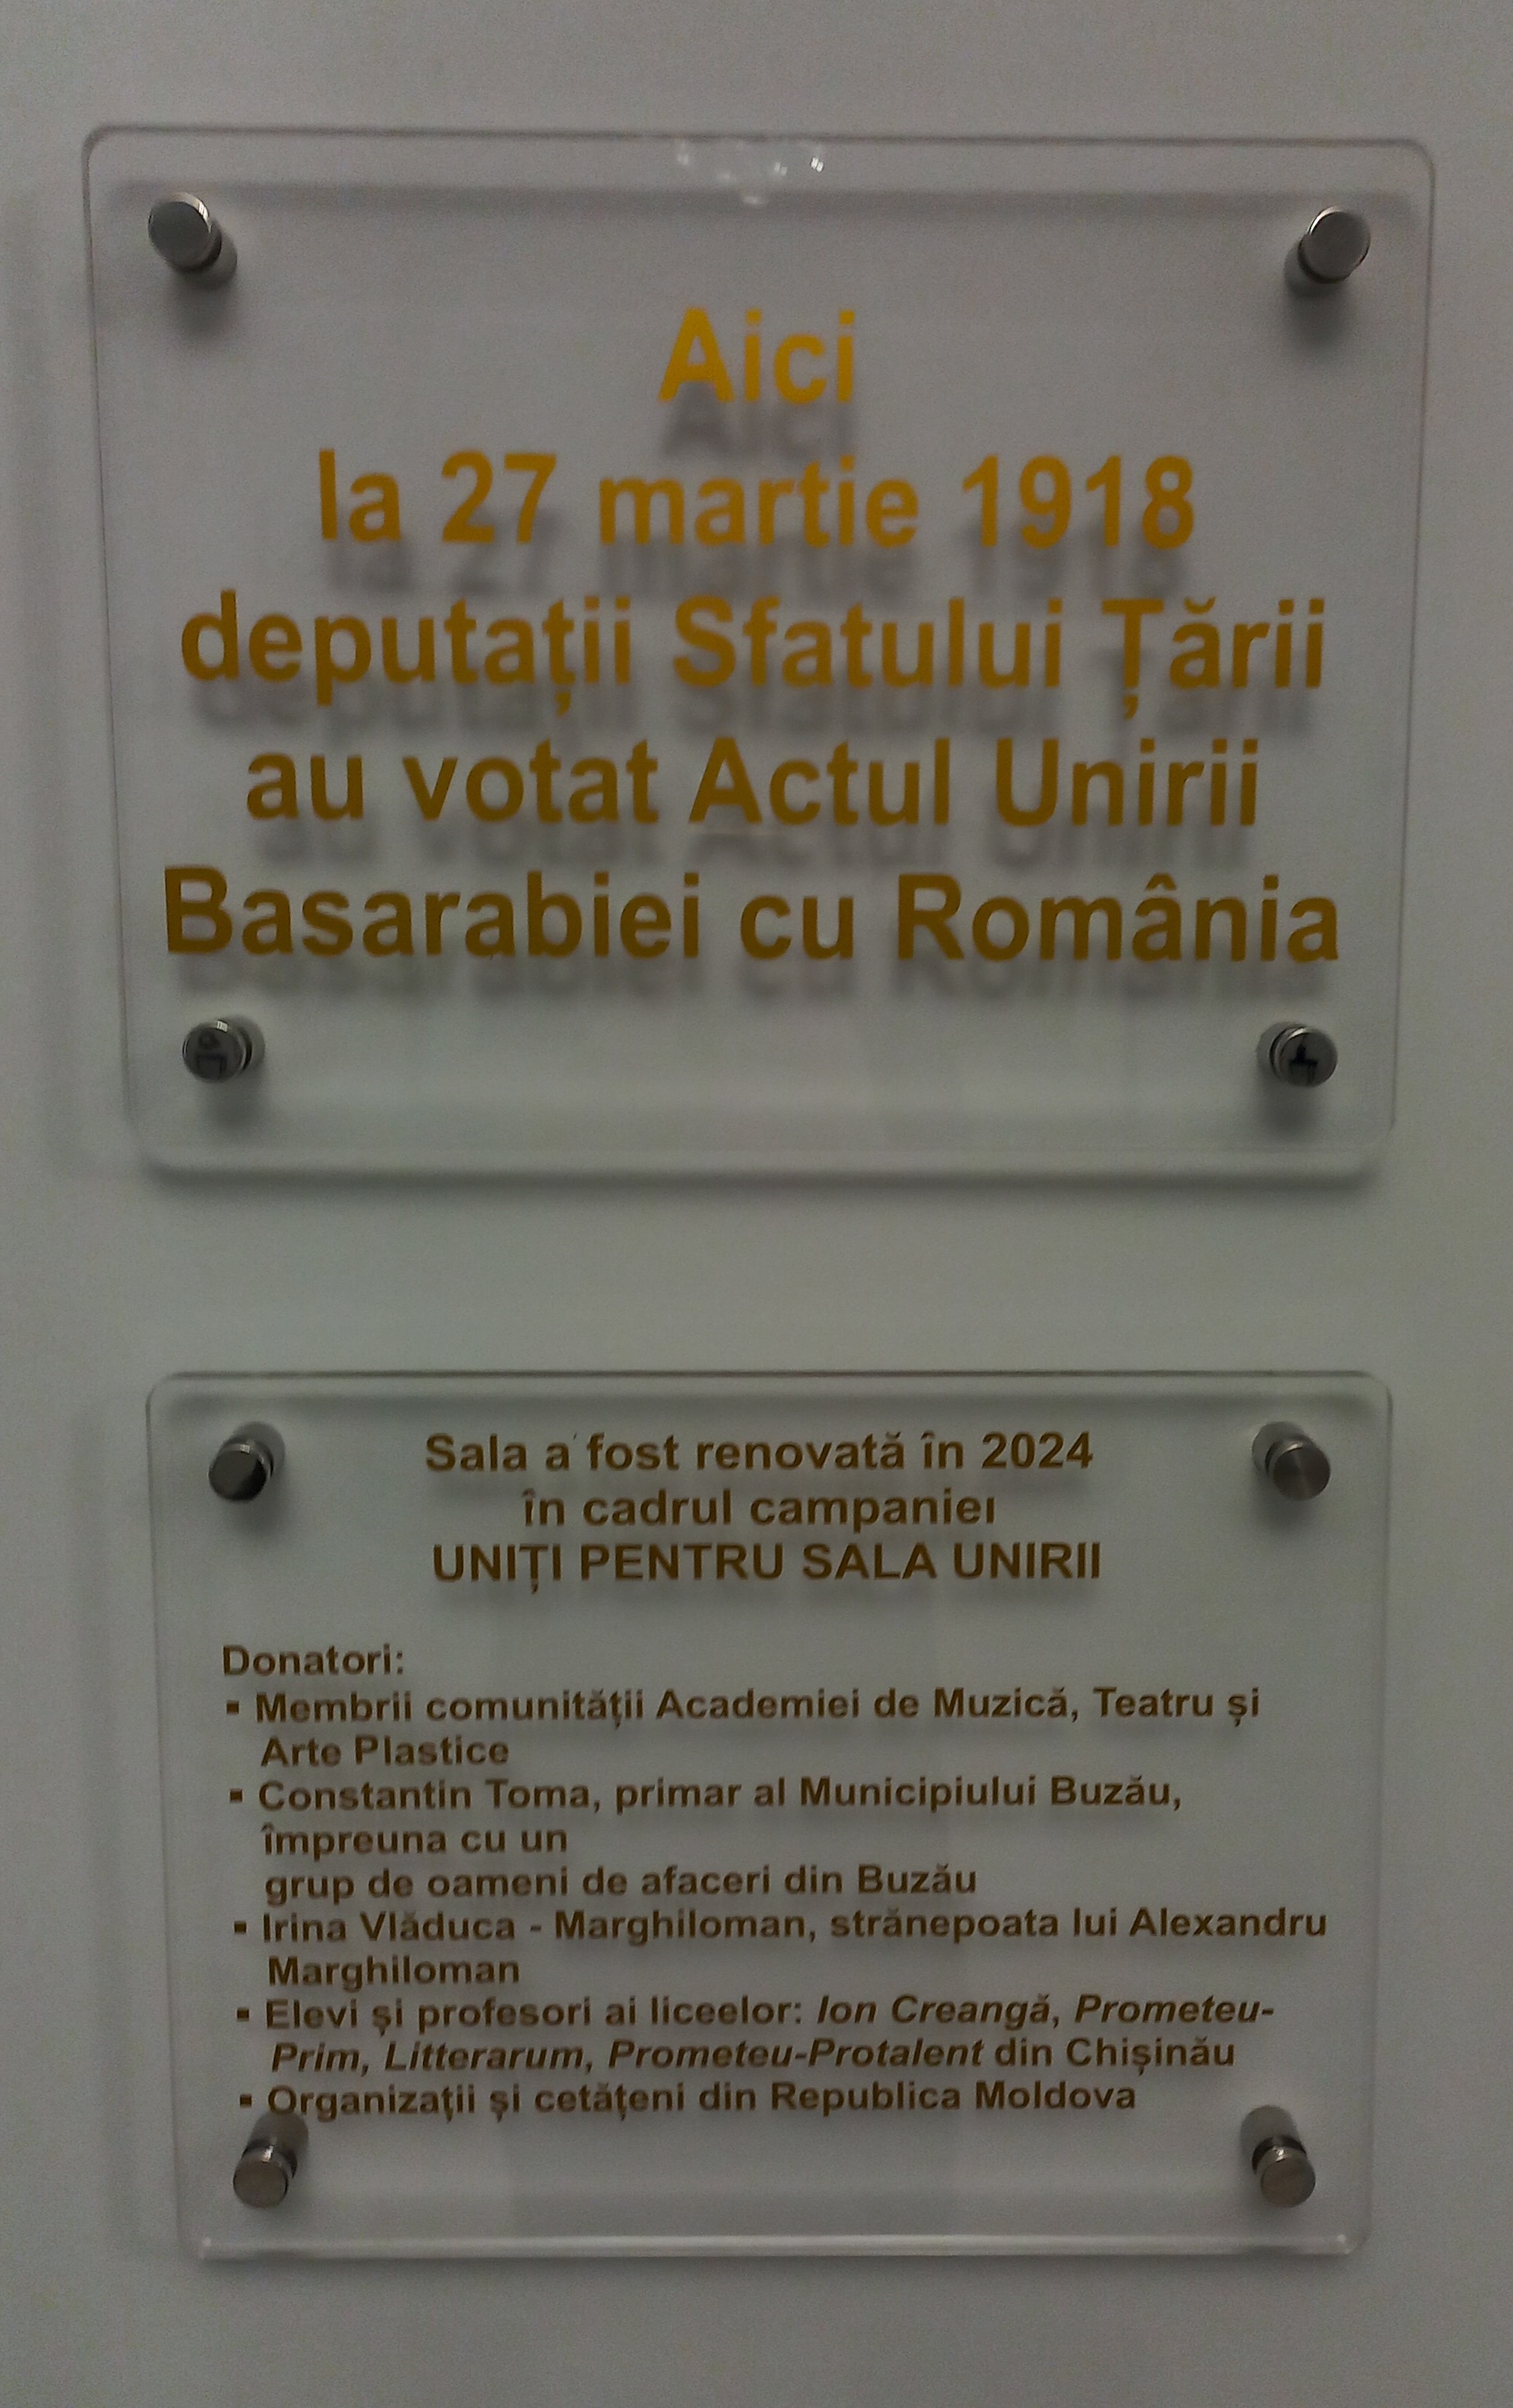 Aici
la 27 martie 1918
deputații Sfatului Țării
au votat Actul Unirii
Basarabiei cu România
Sala a fost renovată în 2024
în cadrul campaniei
UNIȚI PENTRU SALA UNIRII
Donatori:
▪ Membrii comunității Academiei de Muzică, Teatru și
Arte Plastice
▪ Constantin Toma, primar al Municipiului Buzău,
împreuna cu un
grup de oameni de afaceri din Buzău
▪ Irina Vlăduca - Marghiloman, strănepoata lui Alexandru
Marghiloman
▪ Elevi și profesori ai liceelor: Ion Creangă, Prometeu-
Prim, Litterarum, Prometeu-Protalent din Chișinău
▪ Organizații și cetățeni din Republica Moldova